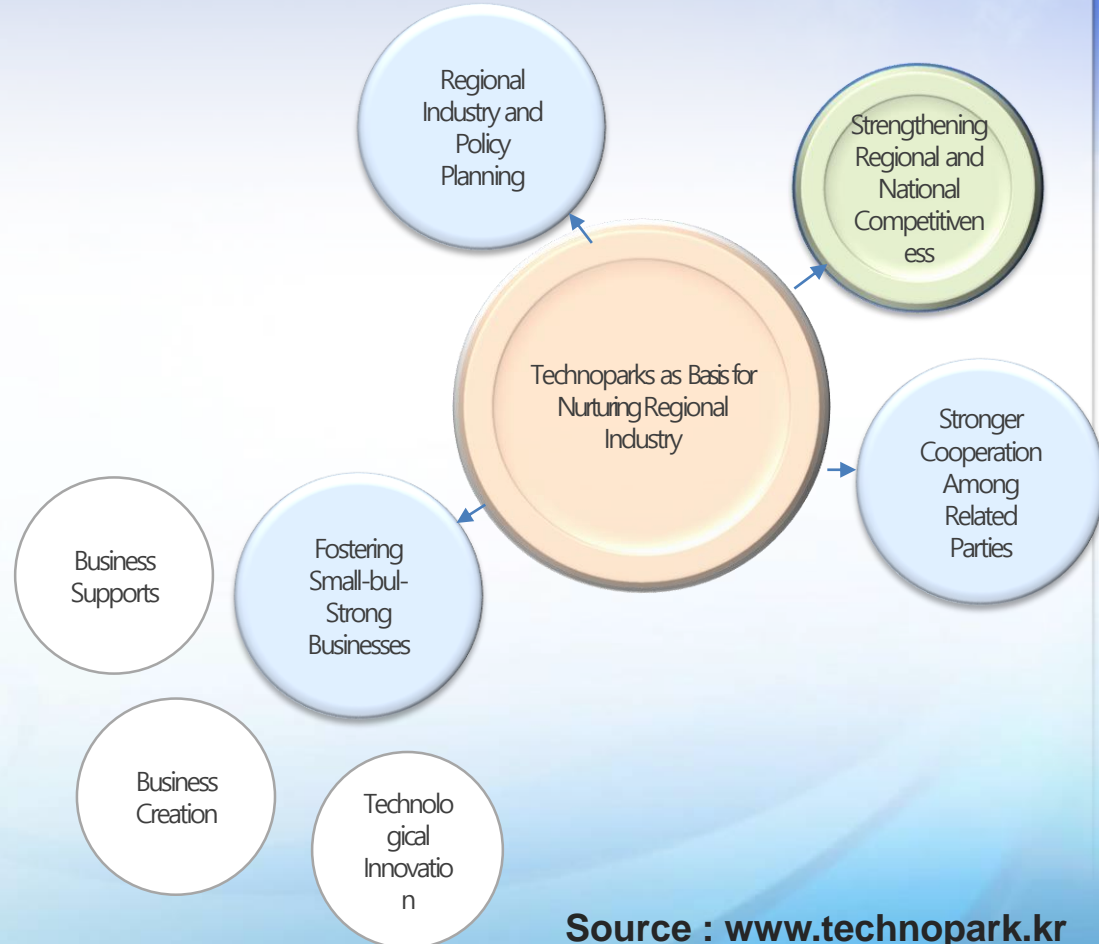 Regional
Industry and
Policy
Planning
Strengthening
Regional and
National
Competitiven
ess
Technoparks as Basis for
Nurturing Regional
Industry
Stronger
Cooperation
Among
Related
Parties
Fostering
Small-bul-
Strong
Businesses
Business
Supports
Business
Creation
Technolo
gical
Innovatio
n
Source : www.technopark.kr